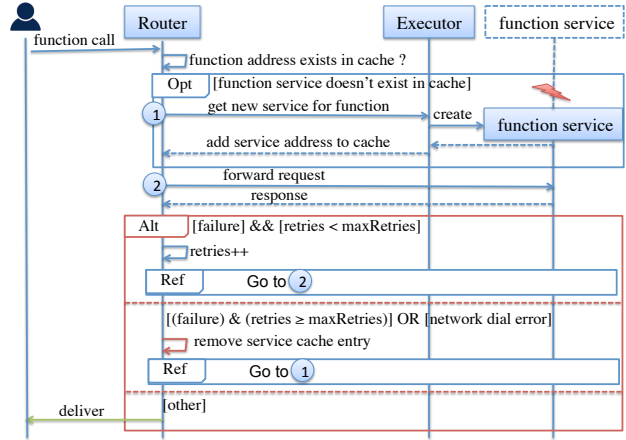 Router
Executor
function service
function call
function address exists in cache ?
Opt
[function service doesn't exist in cache]
1
get new service for function
create
function service
add service address to cache
2
forward request
response
Alt
[failure] && [retries < maxRetries]
retries++
Ref
Go to 2
[(failure) & (retries ≥ maxRetries)] OR [network dial error]
remove service cache entry
Ref
Go to 1
[other]
deliver